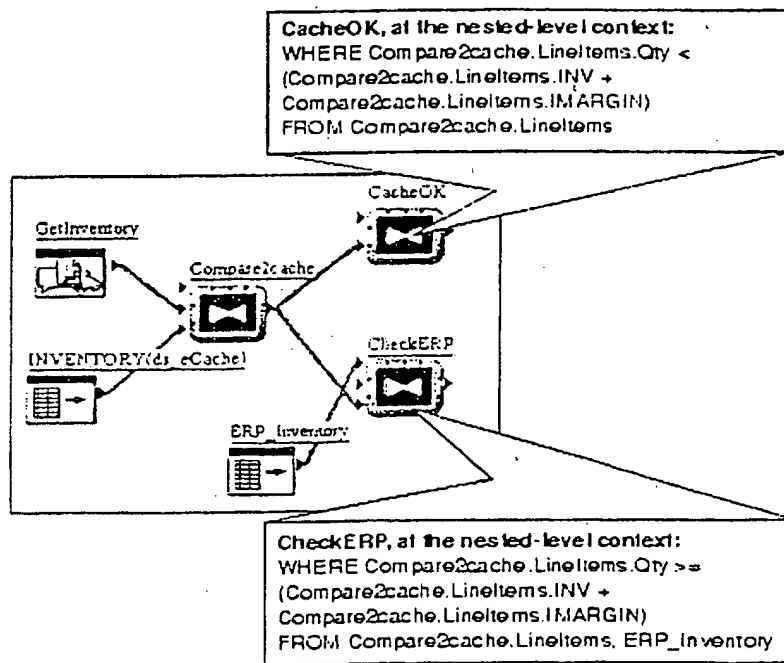 CacheOK, at the nested-level context:
WHERE Compare2cache.LineItems.Qty <
(Compare2cache.LineItems.INV +
Compare2cache.LineItems.IMARGIN)
FROM Compare2cache.LineItems
CacheOK
GetInventory
Compare2cache
CheckERP
INVENTORY(ds_eCache)
ERP_Inventory
CheckERP, at the nested-level context:
WHERE Compare2cache.LineItems.Qty >=
(Compare2cache.LineItems.INV +
Compare2cache.LineItems.IMARGIN)
FROM Compare2cache.LineItems, ERP_Inventory